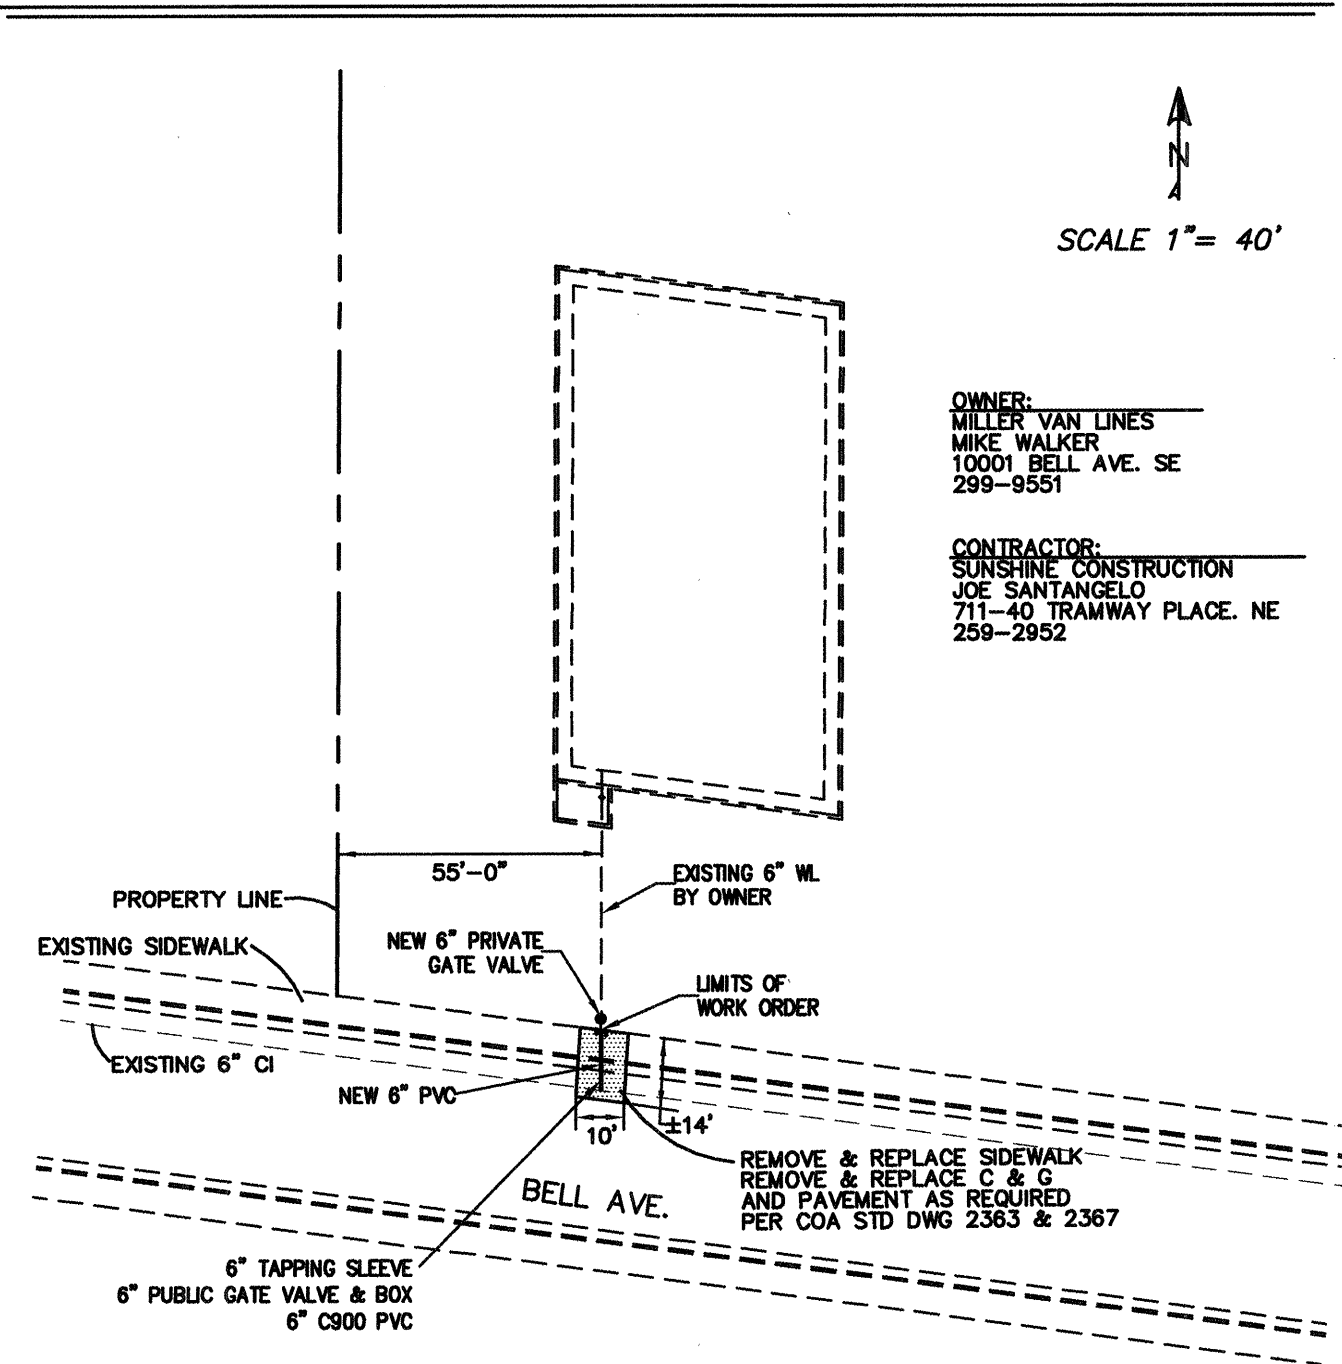 N
SCALE 1"= 40'
OWNER:
MILLER VAN LINES
MIKE WALKER
10001 BELL AVE. SE
299-9551
CONTRACTOR:
SUNSHINE CONSTRUCTION
JOE SANTANGELO
711-40 TRAMWAY PLACE. NE
259-2952
55'-0"
EXISTING 6" WL
BY OWNER
PROPERTY LINE
EXISTING SIDEWALK
NEW 6" PRIVATE
GATE VALVE
LIMITS OF
WORK ORDER
EXISTING 6" CI
NEW 6" PVC
10'
±14'
REMOVE & REPLACE SIDEWALK
REMOVE & REPLACE C & G
AND PAVEMENT AS REQUIRED
PER COA STD DWG 2363 & 2367
BELL AVE.
6" TAPPING SLEEVE
6" PUBLIC GATE VALVE & BOX
6" C900 PVC